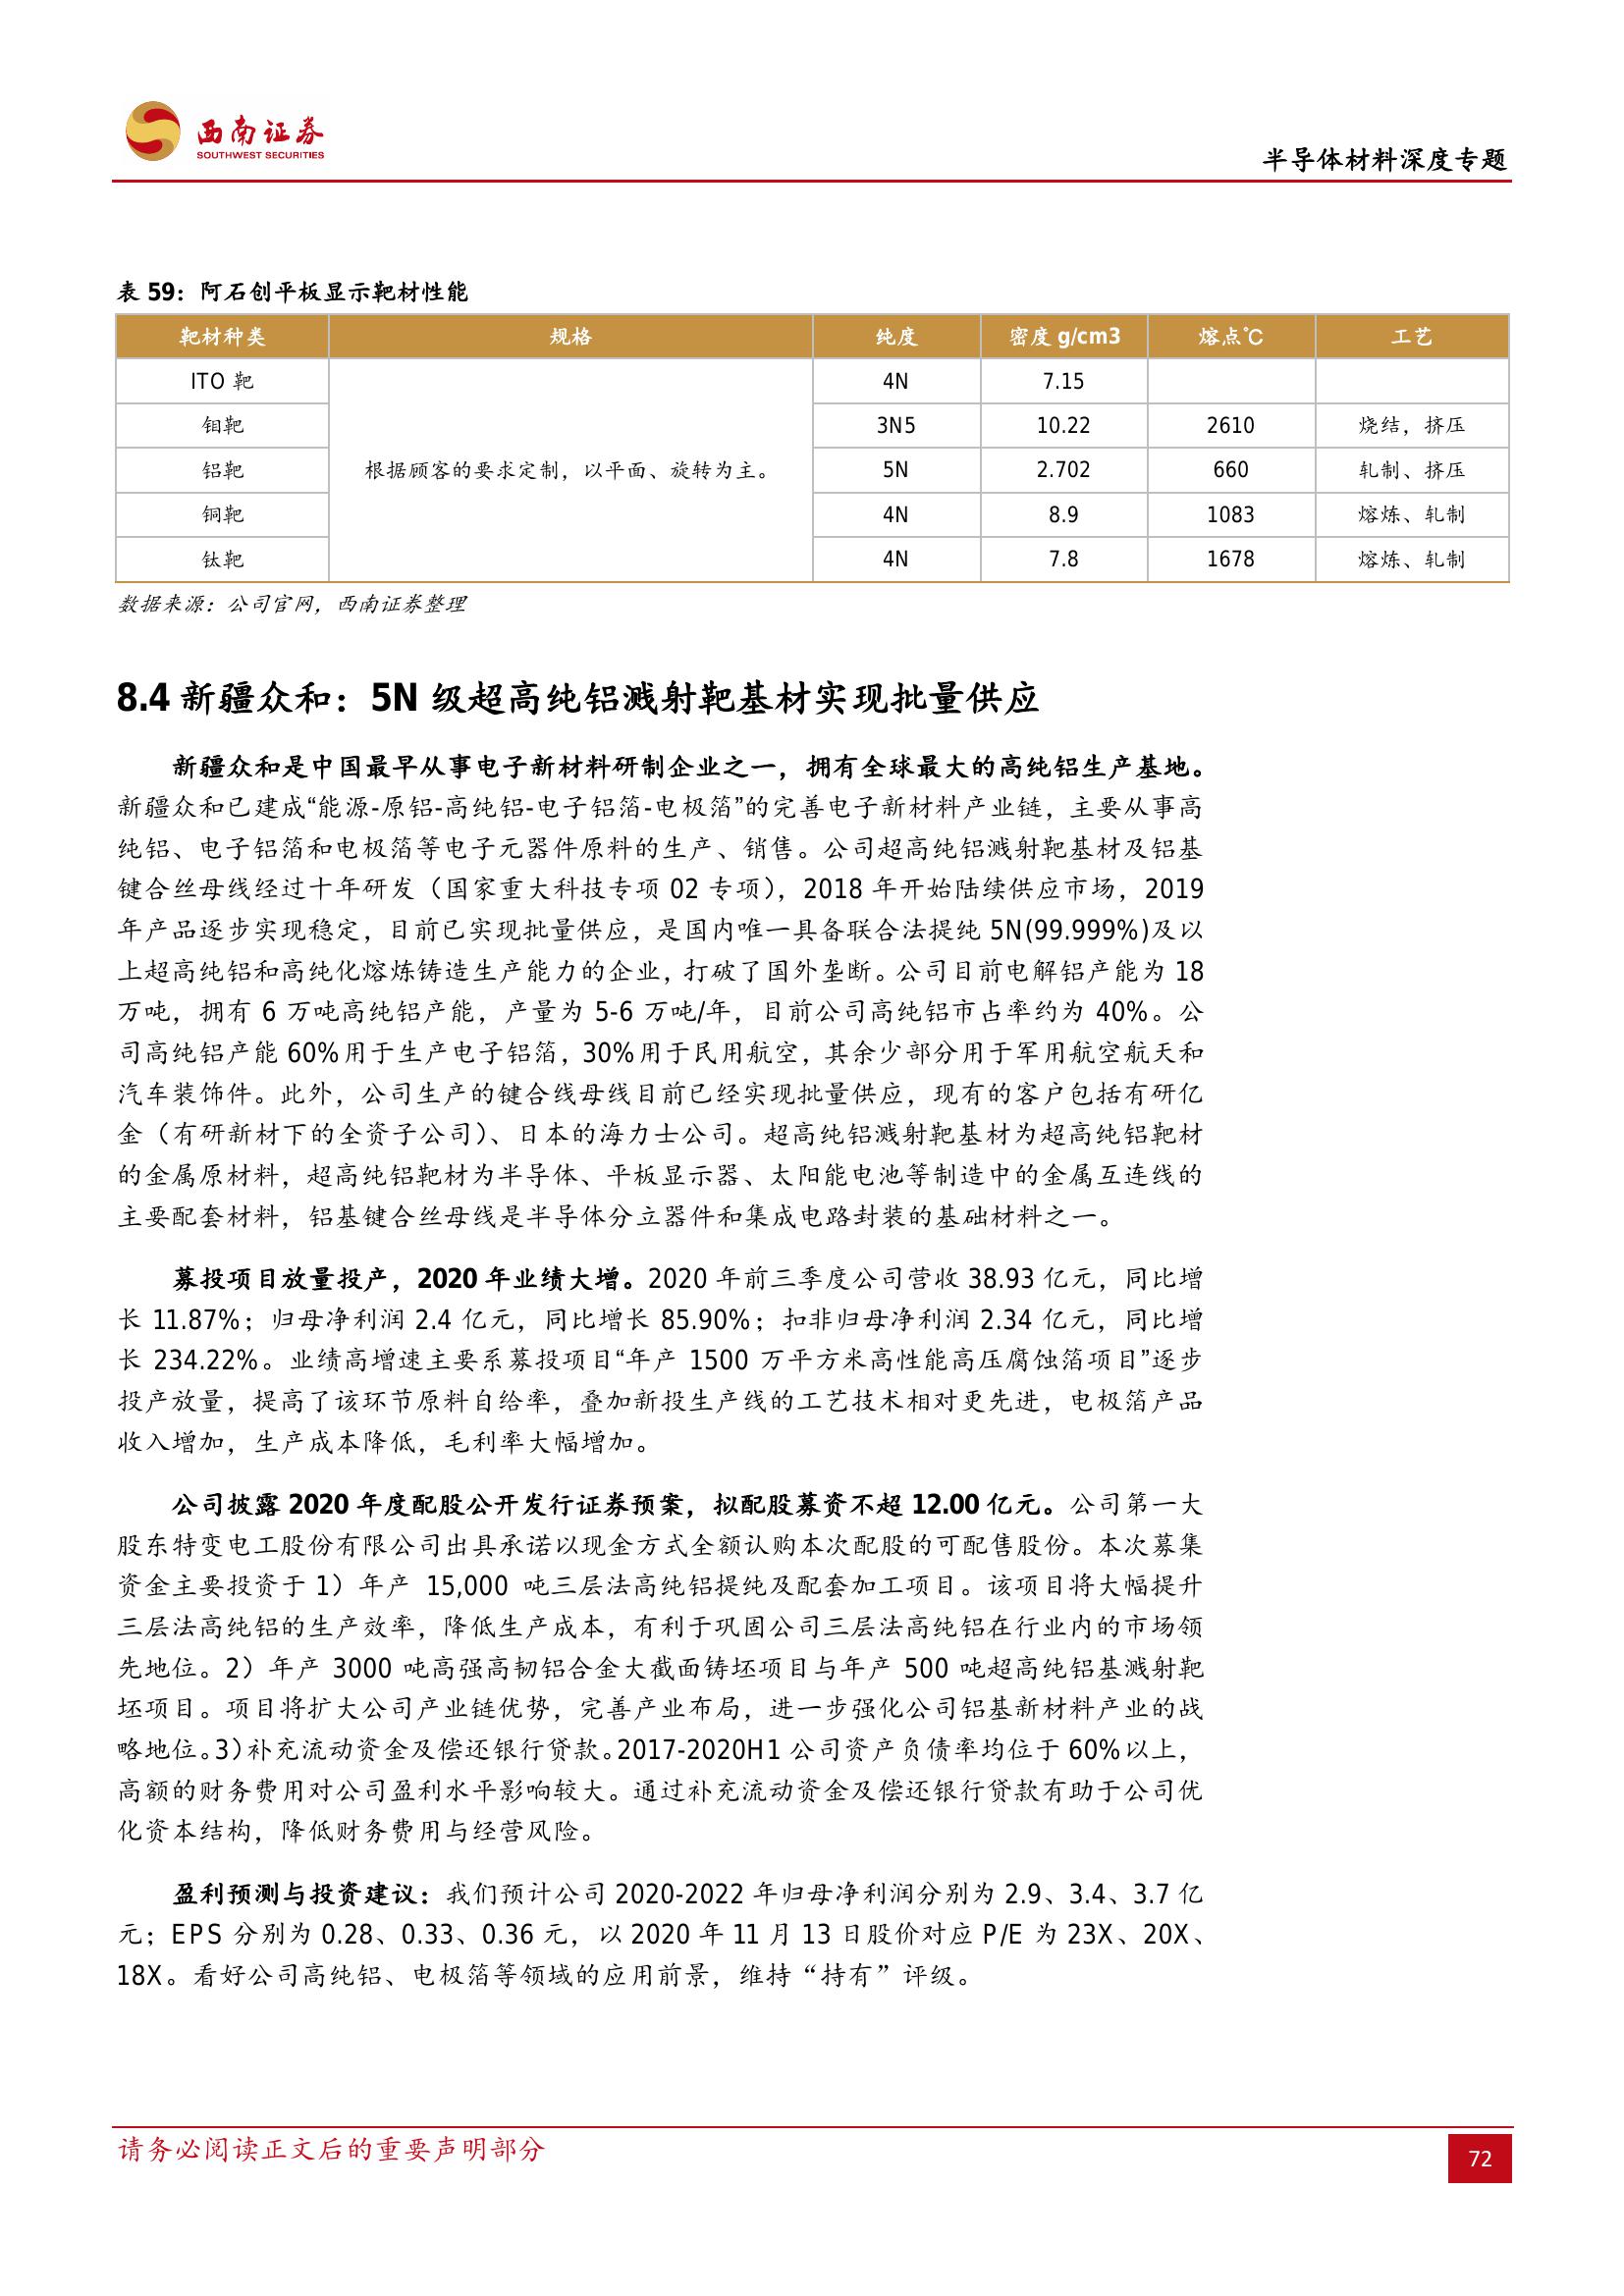 西南证券
SOUTHWEST SECURITIES
半导体材料深度专题
表 59：阿石创平板显示靶材性能
靶材种类 规格 纯度 密度 g/cm3 熔点℃ 工艺
ITO 靶 4N 7.15
钼靶 3N5 10.22 2610 烧结，挤压
铝靶 根据顾客的要求定制，以平面、旋转为主。 5N 2.702 660 轧制、挤压
铜靶 4N 8.9 1083 熔炼、轧制
钛靶 4N 7.8 1678 熔炼、轧制
数据来源：公司官网，西南证券整理
8.4 新疆众和：5N 级超高纯铝溅射靶基材实现批量供应
新疆众和是中国最早从事电子新材料研制企业之一，拥有全球最大的高纯铝生产基地。
新疆众和已建成“能源-原铝-高纯铝-电子铝箔-电极箔”的完善电子新材料产业链，主要从事高
纯铝、电子铝箔和电极箔等电子元器件原料的生产、销售。公司超高纯铝溅射靶基材及铝基
键合丝母线经过十年研发（国家重大科技专项 02 专项），2018 年开始陆续供应市场，2019
年产品逐步实现稳定，目前已实现批量供应，是国内唯一具备联合法提纯 5N(99.999%)及以
上超高纯铝和高纯化熔炼铸造生产能力的企业，打破了国外垄断。公司目前电解铝产能为 18
万吨，拥有 6 万吨高纯铝产能，产量为 5-6 万吨/年，目前公司高纯铝市占率约为 40%。公
司高纯铝产能 60%用于生产电子铝箔，30%用于民用航空，其余少部分用于军用航空航天和
汽车装饰件。此外，公司生产的键合线母线目前已经实现批量供应，现有的客户包括有研亿
金（有研新材下的全资子公司）、日本的海力士公司。超高纯铝溅射靶基材为超高纯铝靶材
的金属原材料，超高纯铝靶材为半导体、平板显示器、太阳能电池等制造中的金属互连线的
主要配套材料，铝基键合丝母线是半导体分立器件和集成电路封装的基础材料之一。
募投项目放量投产，2020 年业绩大增。2020 年前三季度公司营收 38.93 亿元，同比增
长 11.87%；归母净利润 2.4 亿元，同比增长 85.90%；扣非归母净利润 2.34 亿元，同比增
长 234.22%。业绩高增速主要系募投项目“年产 1500 万平方米高性能高压腐蚀箔项目”逐步
投产放量，提高了该环节原料自给率，叠加新投生产线的工艺技术相对更先进，电极箔产品
收入增加，生产成本降低，毛利率大幅增加。
公司披露 2020 年度配股公开发行证券预案，拟配股募资不超 12.00 亿元。公司第一大
股东特变电工股份有限公司出具承诺以现金方式全额认购本次配股的可配售股份。本次募集
资金主要投资于 1）年产 15,000 吨三层法高纯铝提纯及配套加工项目。该项目将大幅提升
三层法高纯铝的生产效率，降低生产成本，有利于巩固公司三层法高纯铝在行业内的市场领
先地位。2）年产 3000 吨高强高韧铝合金大截面铸坯项目与年产 500 吨超高纯铝基溅射靶
坯项目。项目将扩大公司产业链优势，完善产业布局，进一步强化公司铝基新材料产业的战
略地位。3）补充流动资金及偿还银行贷款。2017-2020H1 公司资产负债率均位于 60%以上，
高额的财务费用对公司盈利水平影响较大。通过补充流动资金及偿还银行贷款有助于公司优
化资本结构，降低财务费用与经营风险。
盈利预测与投资建议：我们预计公司 2020-2022 年归母净利润分别为 2.9、3.4、3.7 亿
元；EPS 分别为 0.28、0.33、0.36 元，以 2020 年 11 月 13 日股价对应 P/E 为 23X、20X、
18X。看好公司高纯铝、电极箔等领域的应用前景，维持“持有”评级。
请务必阅读正文后的重要声明部分
72